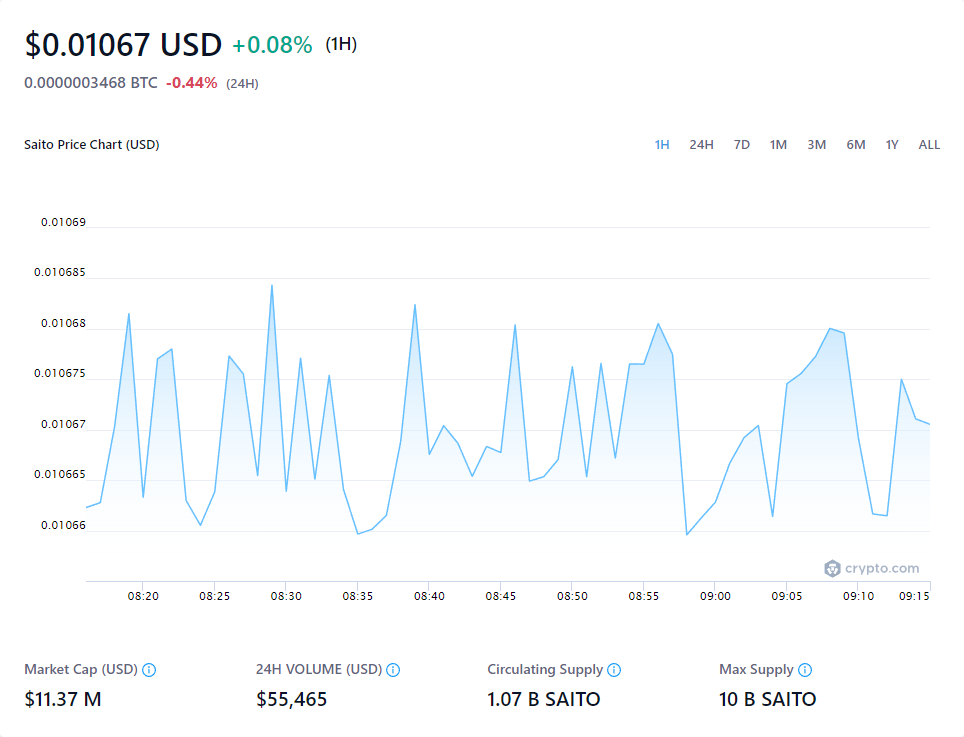 $0.01067 USD +0.08% (1H)
0.0000003468 BTC -0.44% (24H)
Saito Price Chart (USD) 1H 24H 7D 1M 3M 6M 1Y ALL
0.01069
0.010685
0.01068
0.010675
0.01067
0.010665
0.01066
crypto.com
08:20 08:25 08:30 08:35 08:40 08:45 08:50 08:55 09:00 09:05 09:10 09:15
Market Cap (USD) 24H VOLUME (USD) Circulating Supply Max Supply
$11.37 M $55,465 1.07 B SAITO 10 B SAITO